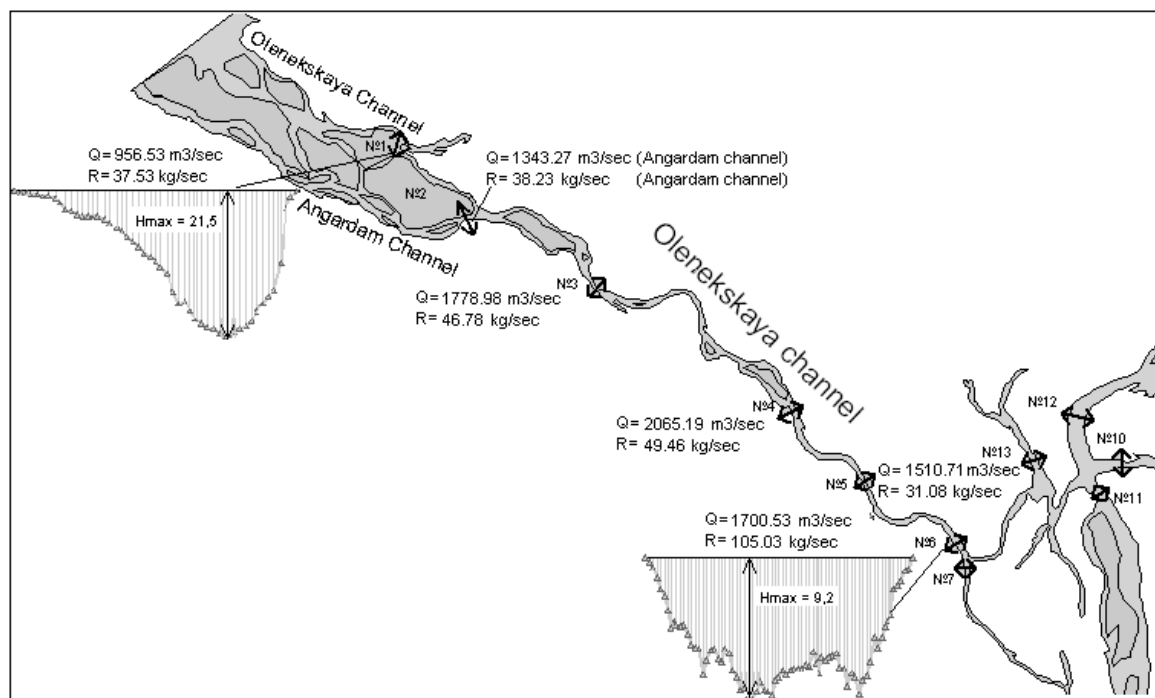 Olenekskaya Channel
Nº1
Q= 956.53 m3/sec
R= 37.53 kg/sec
Q= 1343.27 m3/sec (Angardam channel)
R= 38.23 kg/sec (Angardam channel)
Nº2
Hmax = 21,5
Angardam Channel
Olenekskaya channel
Nº3
Q= 1778.98 m3/sec
R= 46.78 kg/sec
Nº4
Q= 2065.19 m3/sec
R= 49.46 kg/sec
Nº12
Nº10
Nº13
Nº5
Q= 1510.71 m3/sec
R= 31.08 kg/sec
Nº11
Q= 1700.53 m3/sec
R= 105.03 kg/sec
Nº6
Nº7
Hmax = 9,2